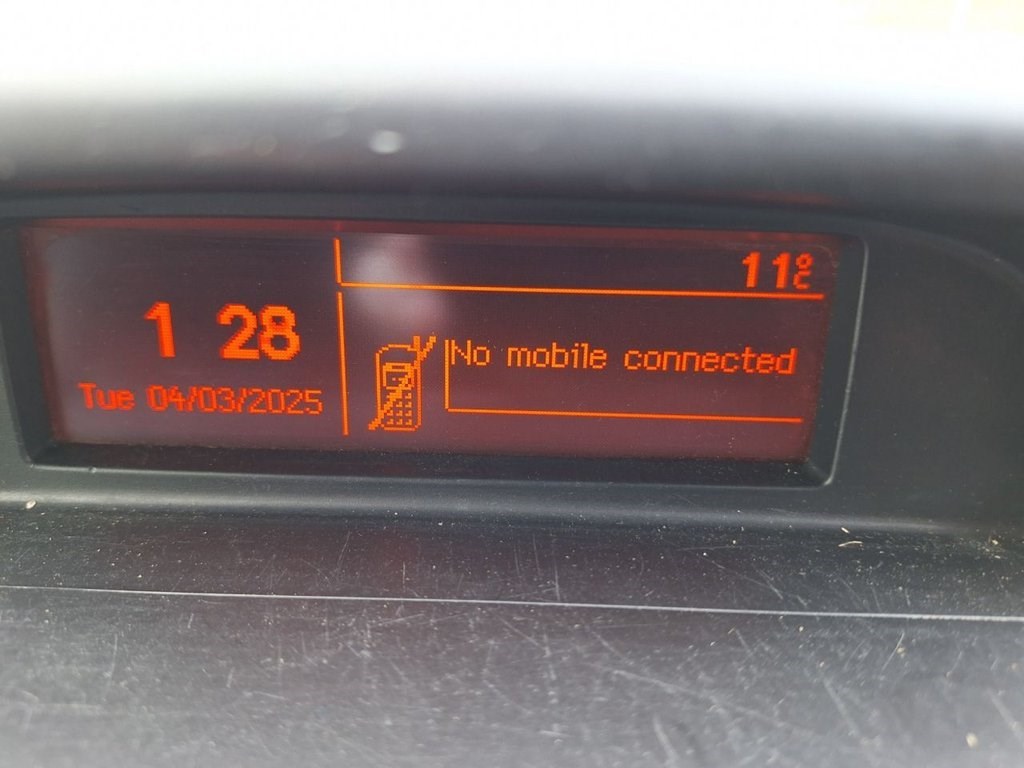 11°C
1 28
No mobile connected
Tue 04/03/2025